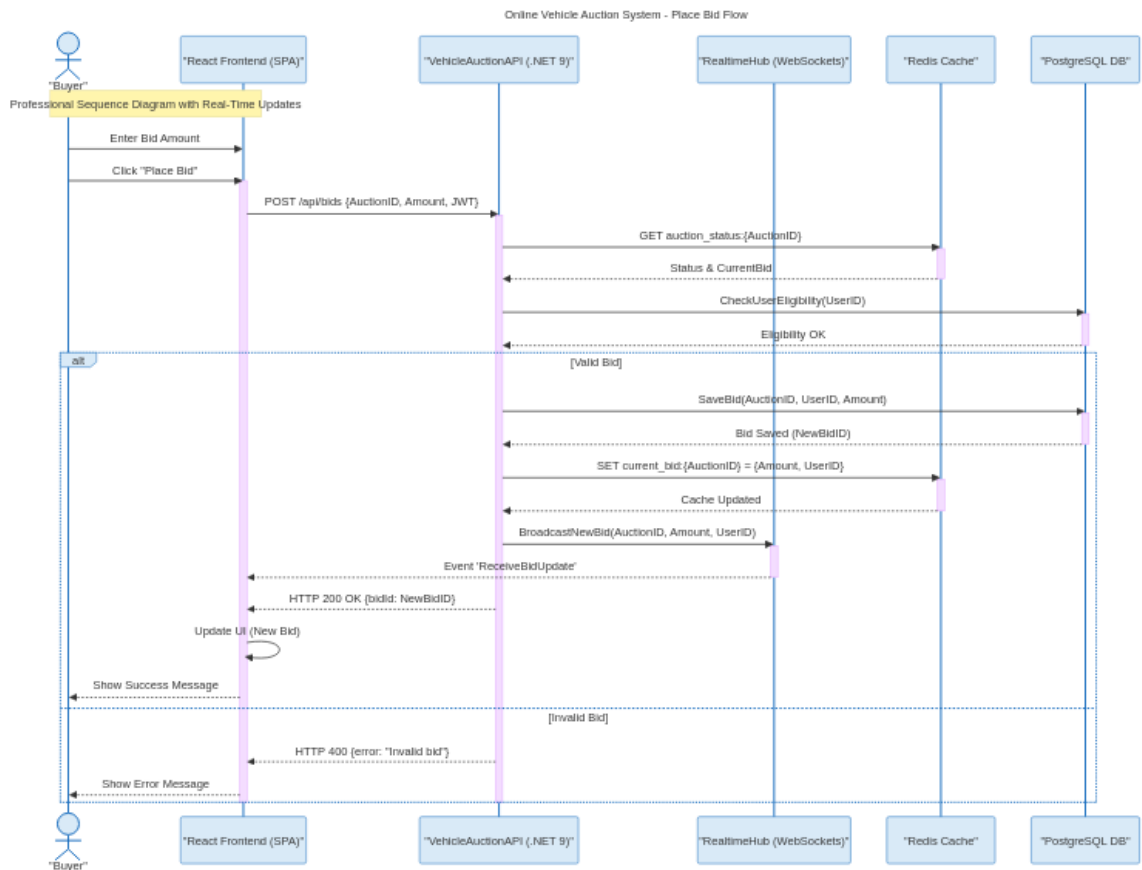 Online Vehicle Auction System - Place Bid Flow
"Buyer"
"React Frontend (SPA)"
"VehicleAuctionAPI (.NET 9)"
"RealtimeHub (WebSockets)"
"Redis Cache"
"PostgreSQL DB"
Professional Sequence Diagram with Real-Time Updates
Enter Bid Amount
Click "Place Bid"
POST /api/bids {AuctionID, Amount, JWT}
GET auction_status:{AuctionID}
Status & CurrentBid
CheckUserEligibility(UserID)
Eligibility OK
alt
[Valid Bid]
SaveBid(AuctionID, UserID, Amount)
Bid Saved (NewBidID)
SET current_bid:{AuctionID} = {Amount, UserID}
Cache Updated
BroadcastNewBid(AuctionID, Amount, UserID)
Event 'ReceiveBidUpdate'
HTTP 200 OK {bidId: NewBidID}
Update UI (New Bid)
Show Success Message
[Invalid Bid]
HTTP 400 {error: "Invalid bid"}
Show Error Message
"Buyer"
"React Frontend (SPA)"
"VehicleAuctionAPI (.NET 9)"
"RealtimeHub (WebSockets)"
"Redis Cache"
"PostgreSQL DB"